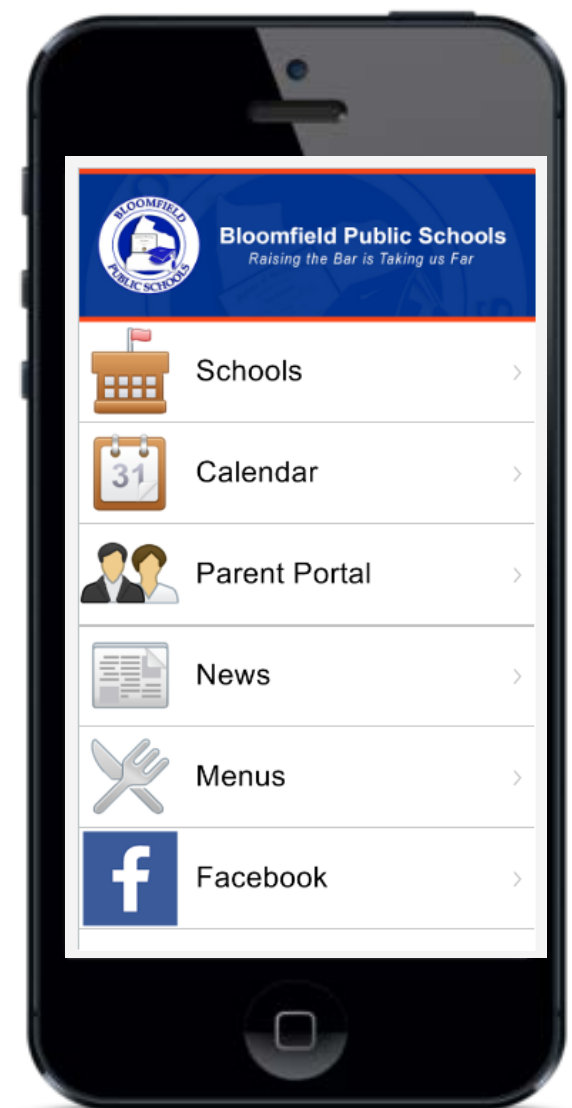 BLOOMFIELD
PUBLIC SCHOOLS
Bloomfield Public Schools
Raising the Bar is Taking us Far
Schools
31
Calendar
Parent Portal
News
Menus
f
Facebook